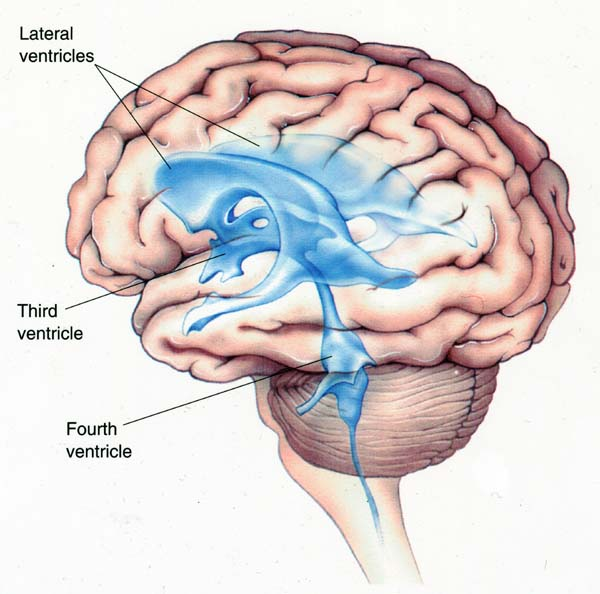 Lateral
ventricles
Third
ventricle
Fourth
ventricle